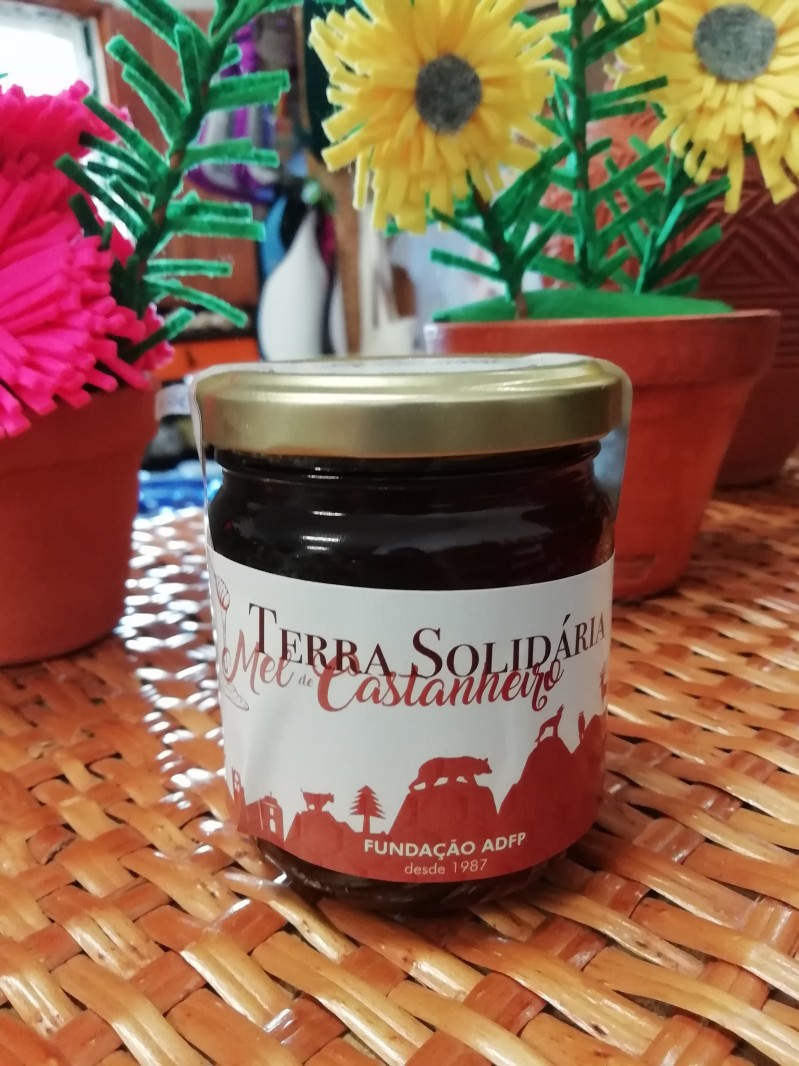 TERRA SOLIDÁRIA
Mel de Castanheiro
FUNDAÇÃO ADFP
desde 1987